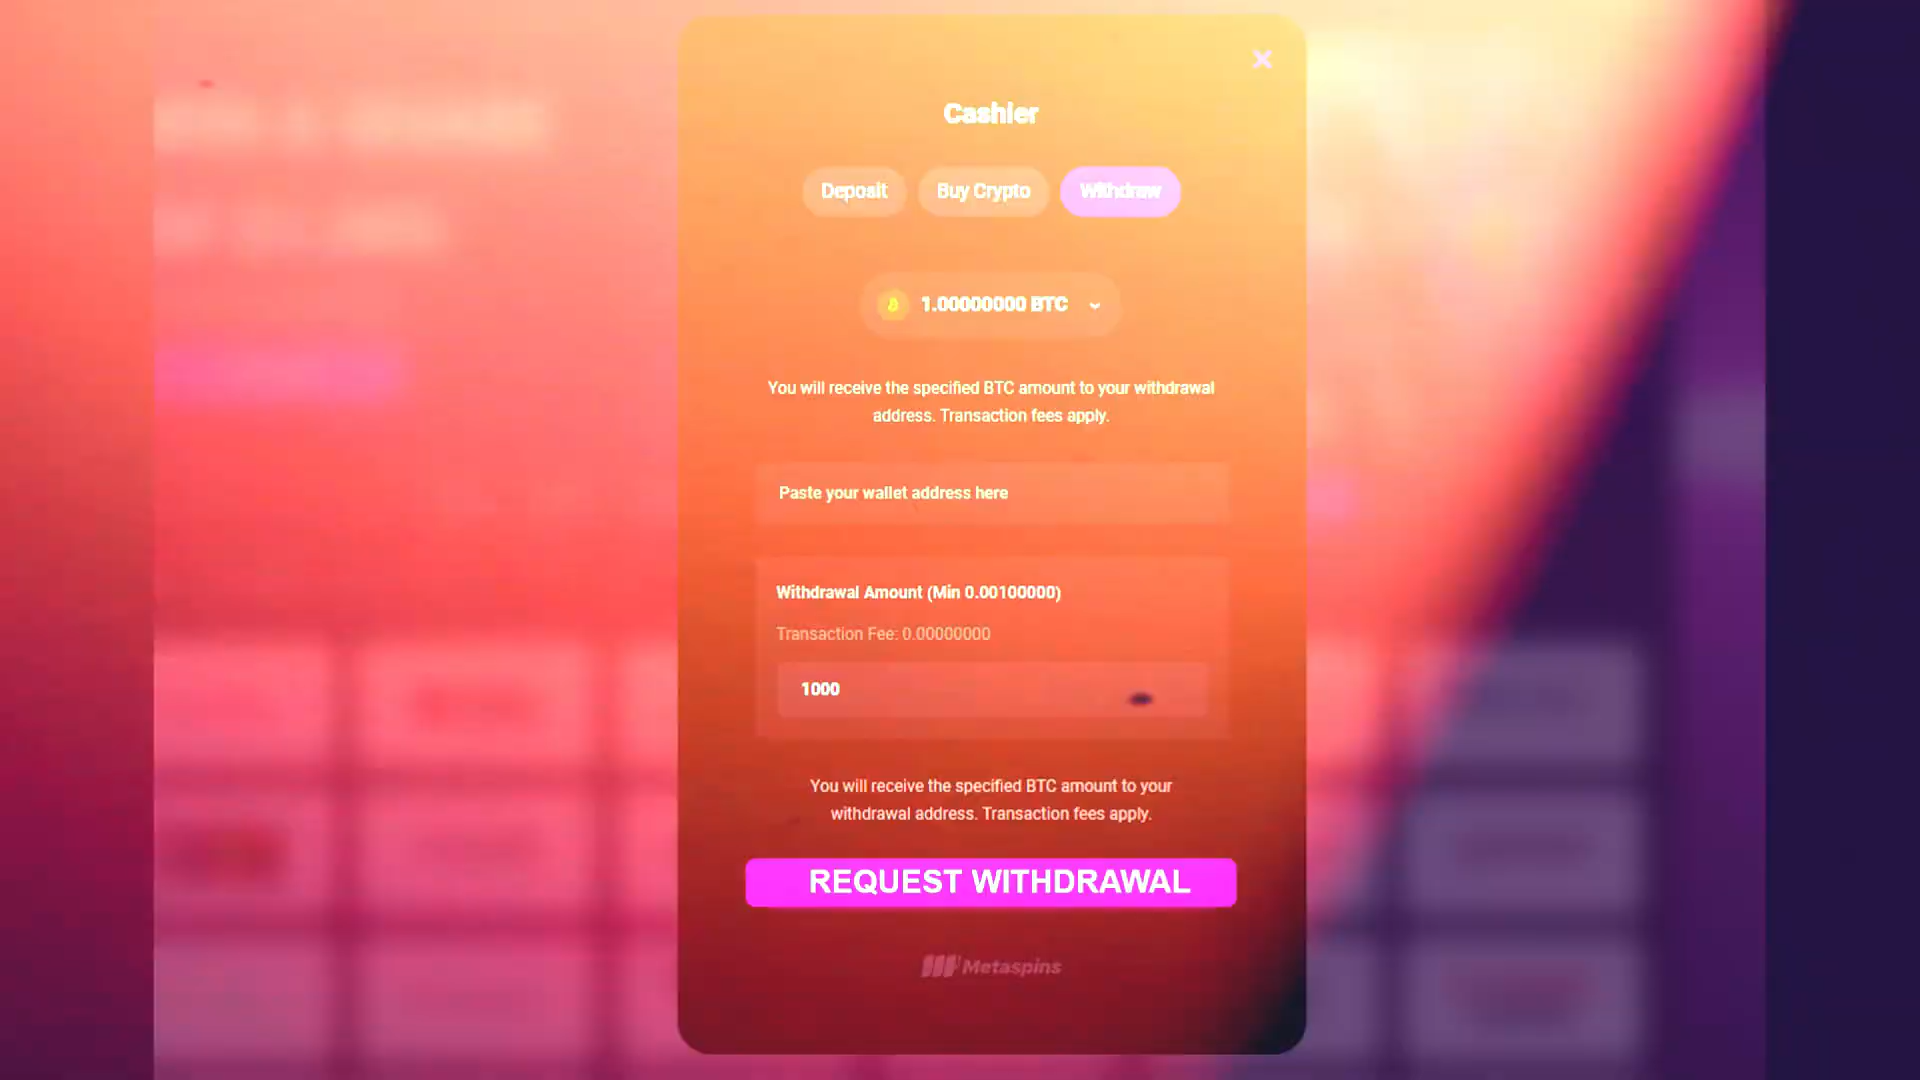 Cashier
Deposit
Buy Crypto
Withdraw
1.00000000 BTC
You will receive the specified BTC amount to your withdrawal
address. Transaction fees apply.
Paste your wallet address here
Withdrawal Amount (Min 0.00100000)
Transaction Fee: 0.00000000
1000
You will receive the specified BTC amount to your
withdrawal address. Transaction fees apply.
REQUEST WITHDRAWAL
Metaspins